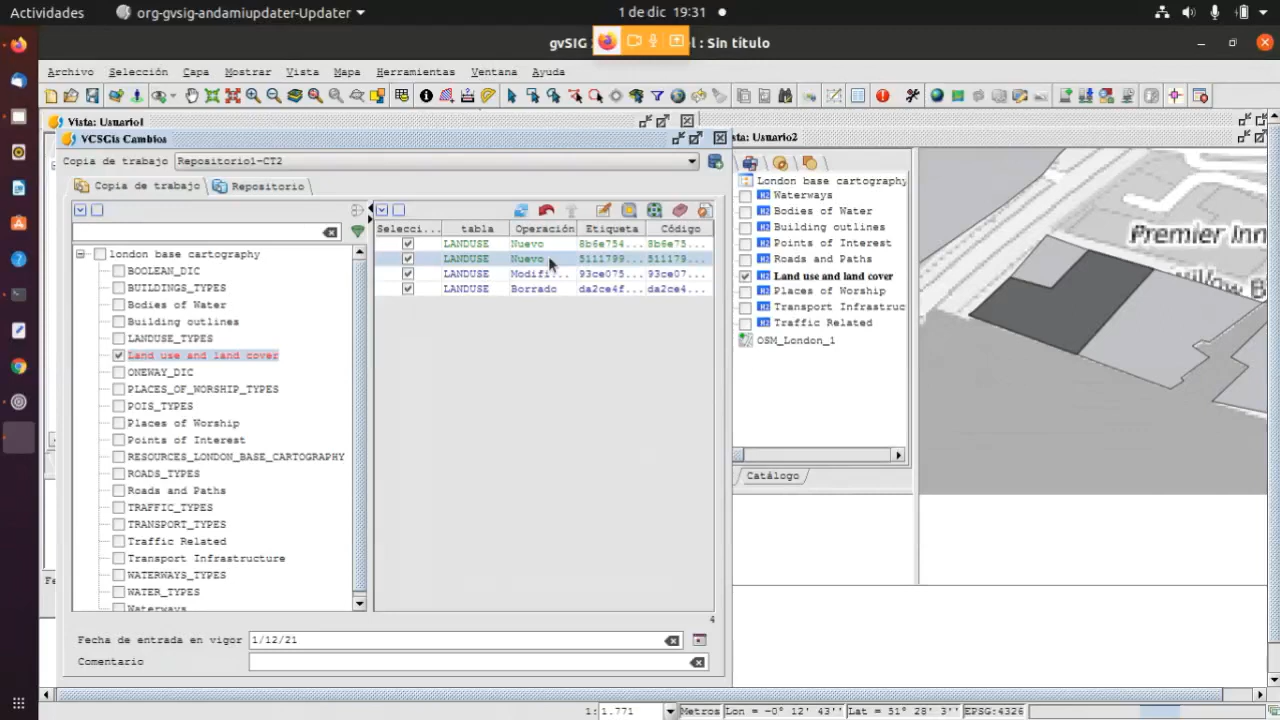 Actividades
org-gvsig-andamiupdater-Updater
1 de dic 19:31
gvSIG
el : Sin título
Archivo Selección Capa Mostrar Vista Mapa Herramientas Ventana Ayuda
Vista: Usuario1
VCSGis Cambios
sta: Usuario2
Copia de trabajo
Repositorio1-CT2
Copia de trabajo
Repositorio
Selecci... tabla Operación Etiqueta Código
LANDUSE Nuevo 8b6e754... 8b6e75...
LANDUSE Nuevo 5111799... 511179...
LANDUSE Modifi... 93ce075... 93ce07...
LANDUSE Borrado da2ce4f... da2ce4...
london base cartography
BOOLEAN_DIC
BUILDINGS_TYPES
Bodies of Water
Building outlines
LANDUSE_TYPES
Land use and land cover
ONEWAY_DIC
PLACES_OF_WORSHIP_TYPES
POIS_TYPES
Places of Worship
Points of Interest
RESOURCES_LONDON_BASE_CARTOGRAPHY
ROADS_TYPES
Roads and Paths
TRAFFIC_TYPES
TRANSPORT_TYPES
Traffic Related
Transport Infrastructure
WATERWAYS_TYPES
WATER_TYPES
Waterways
4
Fecha de entrada en vigor
1/12/21
Comentario
London base cartography
Waterways
Bodies of Water
Building outlines
Points of Interest
Roads and Paths
Land use and land cover
Places of Worship
Transport Infrastruc
Traffic Related
OSM_London_1
Catálogo
Premier Inn
1: 1.771
Metros
Lon = -0° 12' 43''
Lat = 51° 28' 3''
EPSG:4326